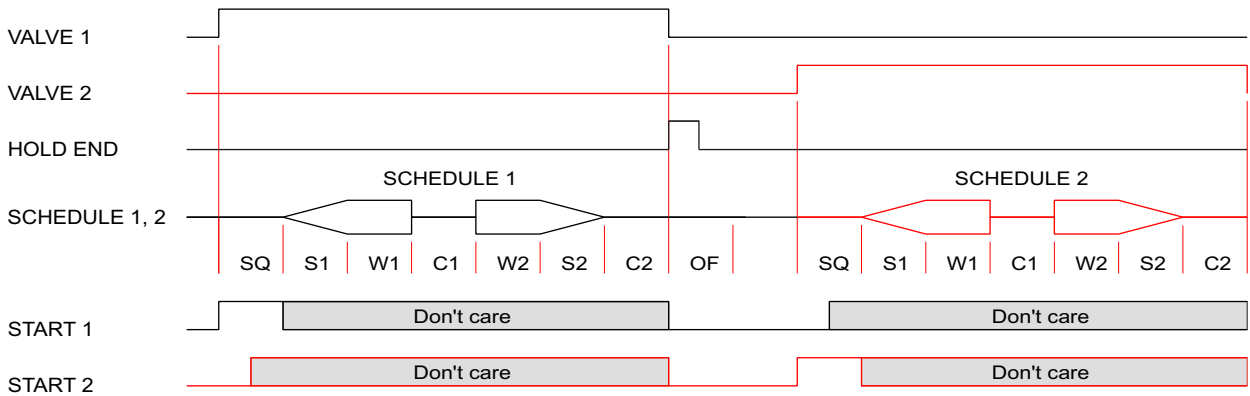 VALVE 1
VALVE 2
HOLD END
SCHEDULE 1 SCHEDULE 2
SCHEDULE 1, 2
SQ S1 W1 C1 W2 S2 C2 OF SQ S1 W1 C1 W2 S2 C2
START 1 Don't care Don't care
START 2 Don't care Don't care